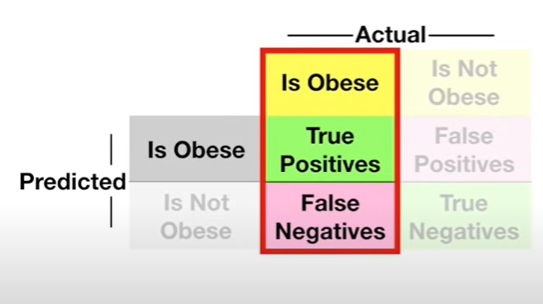 Actual
Is Obese
Is Not
Obese
Is Obese
True
Positives
False
Positives
Predicted
Is Not
Obese
False
Negatives
True
Negatives